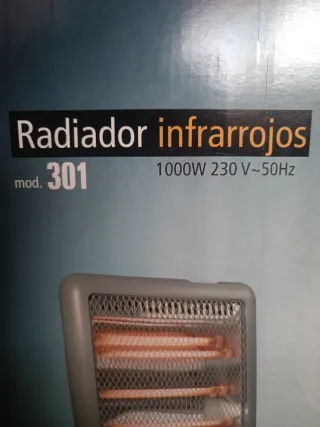 Radiador infrarrojos
mod. 301 1000W 230 V~50Hz